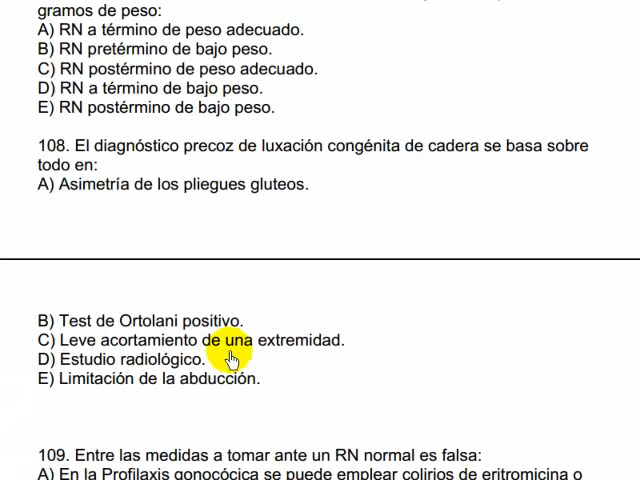 gramos de peso:
A) RN a término de peso adecuado.
B) RN pretérmino de bajo peso.
C) RN postérmino de peso adecuado.
D) RN a término de bajo peso.
E) RN postérmino de bajo peso.
108. El diagnóstico precoz de luxación congénita de cadera se basa sobre
todo en:
A) Asimetría de los pliegues gluteos.
B) Test de Ortolani positivo.
C) Leve acortamiento de una extremidad.
D) Estudio radiológico.
E) Limitación de la abducción.
109. Entre las medidas a tomar ante un RN normal es falsa:
A) En la Profilaxis gonocócica se puede emplear colirios de eritromicina o